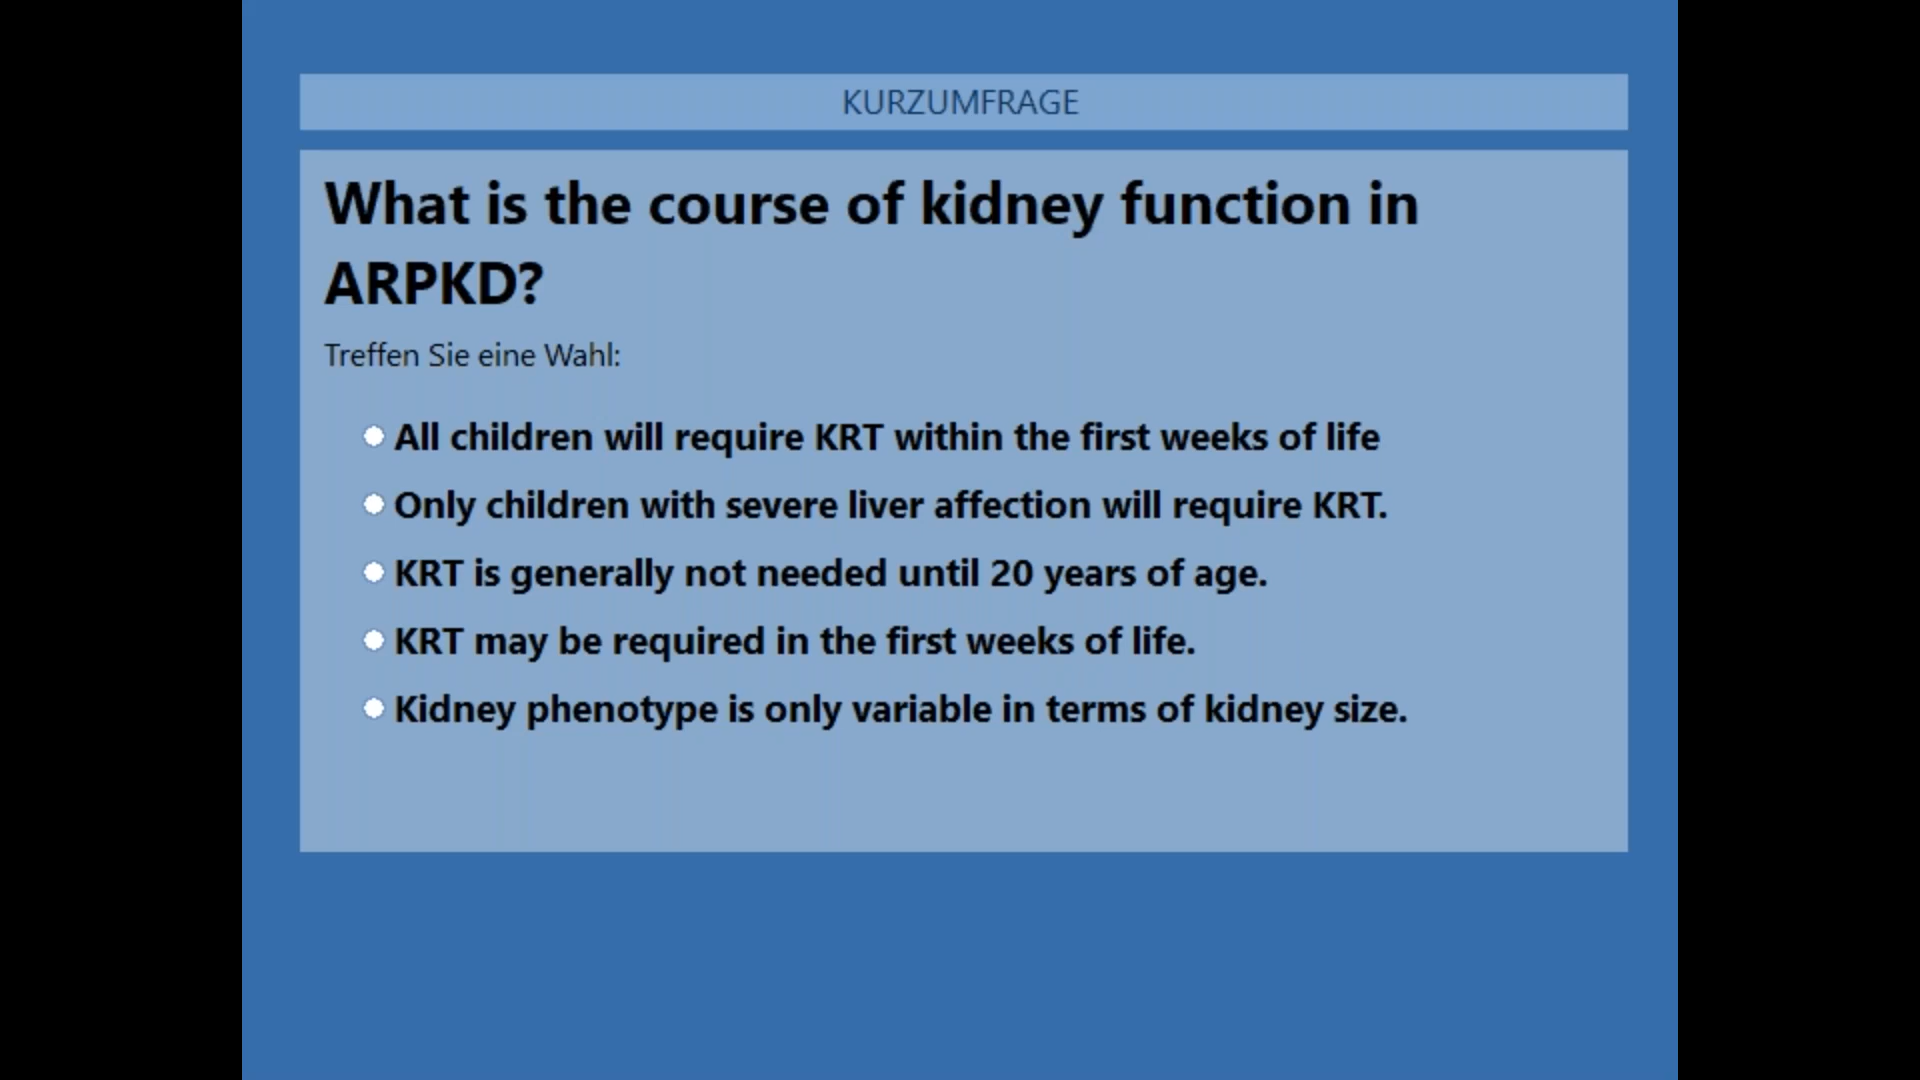 KURZUMFRAGE
What is the course of kidney function in
ARPKD?
Treffen Sie eine Wahl:
All children will require KRT within the first weeks of life
Only children with severe liver affection will require KRT.
KRT is generally not needed until 20 years of age.
KRT may be required in the first weeks of life.
Kidney phenotype is only variable in terms of kidney size.